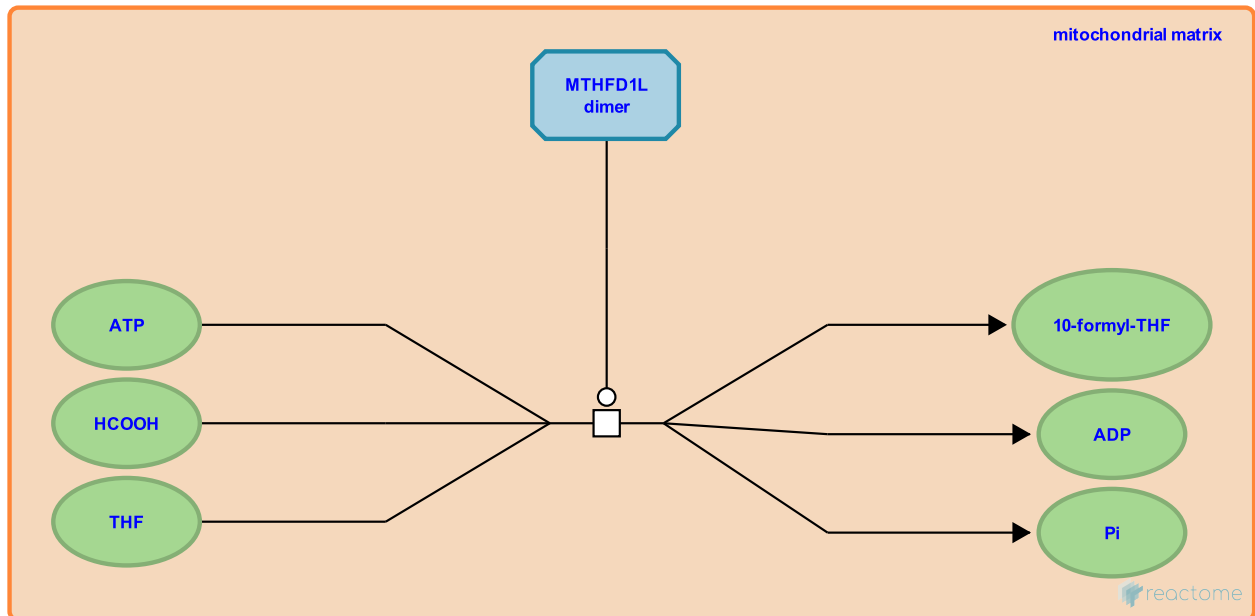 mitochondrial matrix
MTHFD1L
dimer
ATP
10-formyl-THF
HCOOH
ADP
THF
Pi
reactome